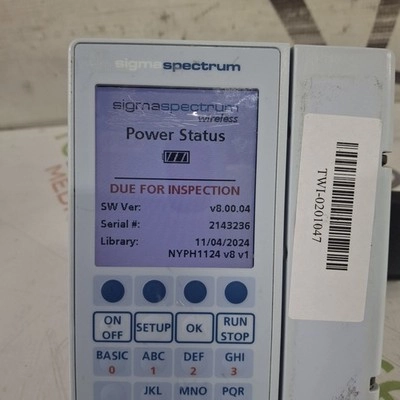 sigmaspectrum
sigmaspectrum
wireless
Power Status
DUE FOR INSPECTION
SW Ver: v8.00.04
Serial #: 2143236
Library: 11/04/2024
NYPH1124 v8 v1
ON
OFF
SETUP
OK
RUN
STOP
BASIC
0
ABC
1
DEF
2
GHI
3
JKL
MNO
PQR
TWI-0201047